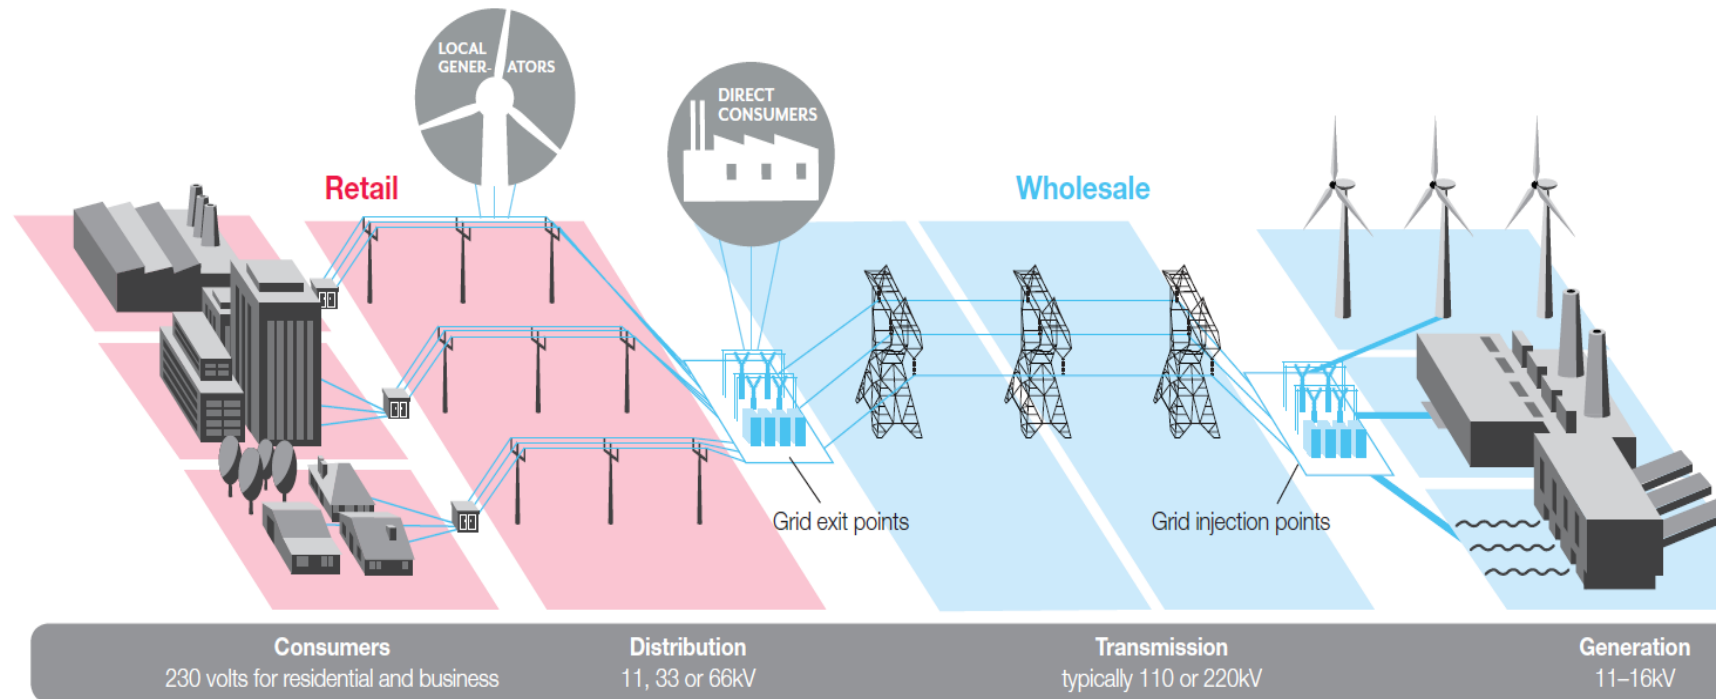 LOCAL
GENER- ATORS
DIRECT
CONSUMERS
Retail
Wholesale
Grid exit points
Grid injection points
Consumers
230 volts for residential and business
Distribution
11, 33 or 66kV
Transmission
typically 110 or 220kV
Generation
11–16kV